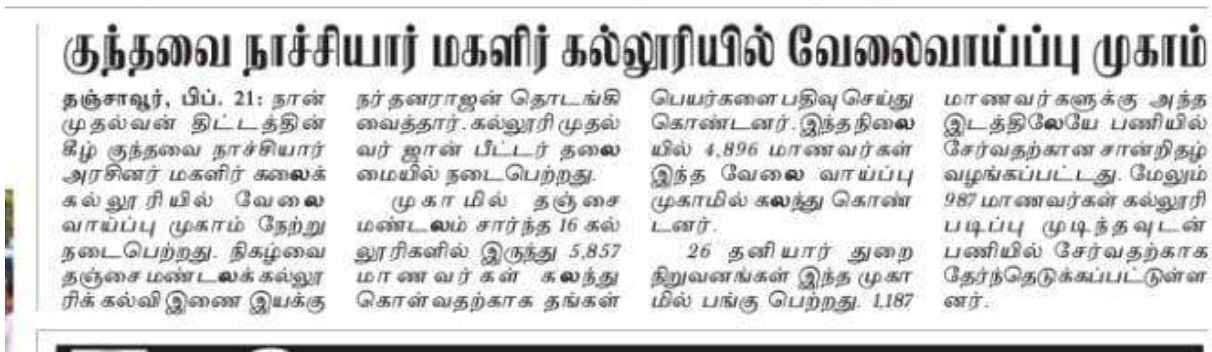 குந்தவை நாச்சியார் மகளிர் கல்லூரியில் வேலைவாய்ப்பு முகாம்
தஞ்சாவூர், பிப். 21: நான்
முதல்வன் திட்டத்தின்
கீழ் குந்தவை நாச்சியார்
அரசினர் மகளிர் கலைக்
கல்லூரியில் வேலை
வாய்ப்பு முகாம் நேற்று
நடைபெற்றது. நிகழ்வை
தஞ்சை மண்டலக் கல்லூ
ரிக் கல்வி இணை இயக்கு
நர் தனராஜன் தொடங்கி
வைத்தார். கல்லூரி முதல்
வர் ஜான் பீட்டர் தலை
மையில் நடைபெற்றது.
முகாமில் தஞ்சை
மண்டலம் சார்ந்த 16 கல்
லூரிகளில் இருந்து 5,857
மாணவர்கள் கலந்து
கொள்வதற்காக தங்கள்
பெயர்களை பதிவு செய்து
கொண்டனர். இந்த நிலை
யில் 4,896 மாணவர்கள்
இந்த வேலை வாய்ப்பு
முகாமில் கலந்து கொண்
டனர்.
26 தனியார் துறை
நிறுவனங்கள் இந்த முகா
மில் பங்கு பெற்றது. 1,187
மாணவர்களுக்கு அந்த
இடத்திலேயே பணியில்
சேர்வதற்கான சான்றிதழ்
வழங்கப்பட்டது. மேலும்
987 மாணவர்கள் கல்லூரி
படிப்பு முடிந்தவுடன்
பணியில் சேர்வதற்காக
தேர்ந்தெடுக்கப்பட்டுள்ள
னர்.